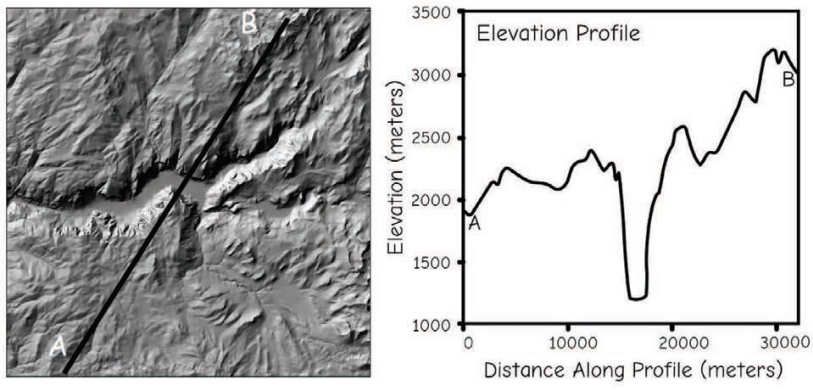 B
A
Elevation Profile
Elevation (meters)
3500
3000
2500
2000
1500
1000
A
B
0 10000 20000 30000
Distance Along Profile (meters)